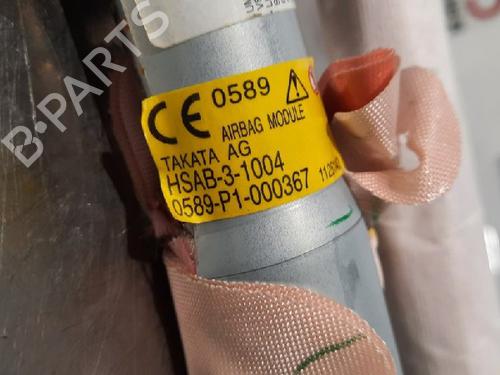 B-PARTS
CE 0589
AIRBAG MODULE
TAKATA AG
HSAB-3-1004
0589-P1-000367